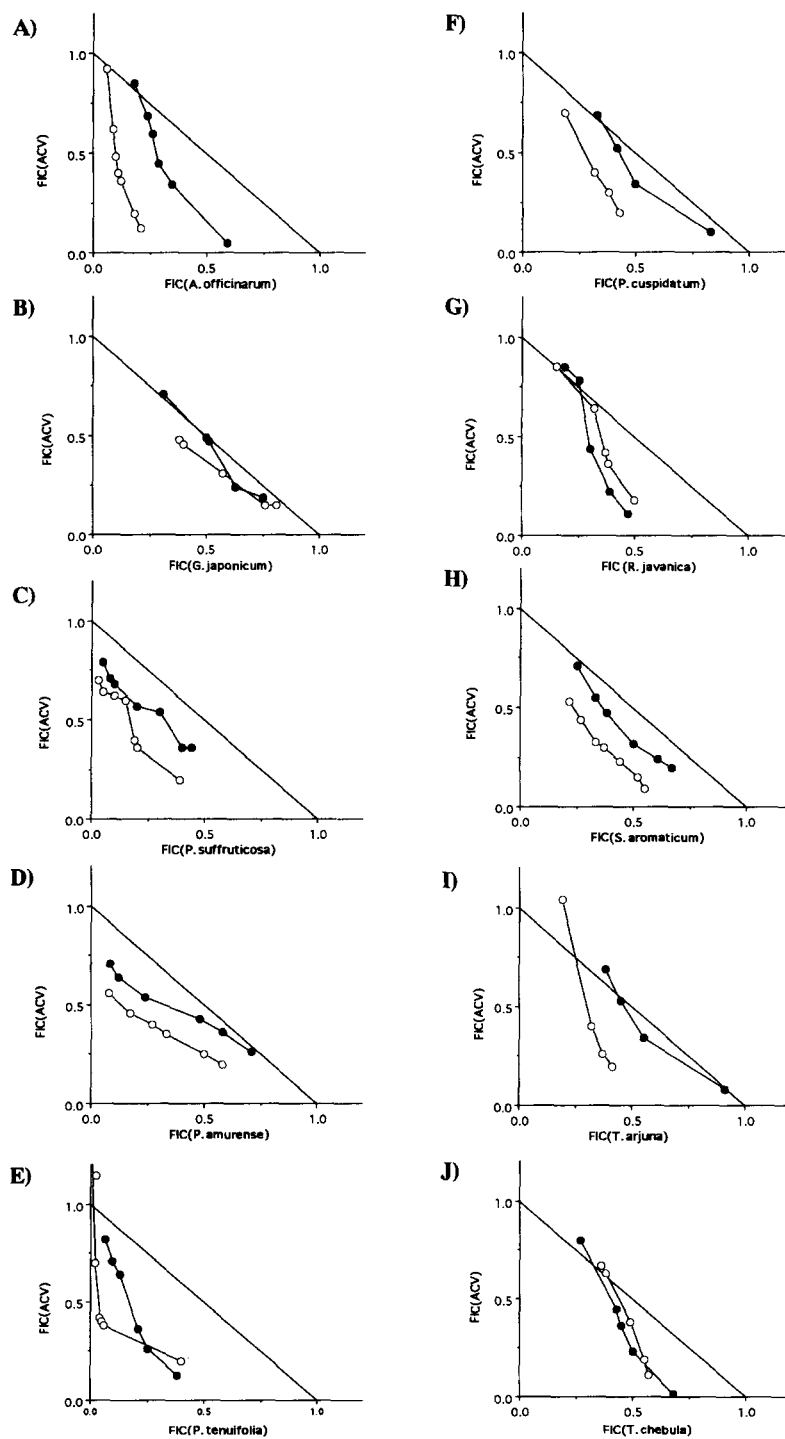 A)
1.0
FIC(ACV)
0.5
0.0
0.0 0.5 1.0
FIC(A. officinarum)
B)
1.0
FIC(ACV)
0.5
0.0
0.0 0.5 1.0
FIC(G. japonicum)
C)
1.0
FIC(ACV)
0.5
0.0
0.0 0.5 1.0
FIC(P. suffruticosa)
D)
1.0
FIC(ACV)
0.5
0.0
0.0 0.5 1.0
FIC(P. amurense)
E)
1.0
FIC(ACV)
0.5
0.0
0.0 0.5 1.0
FIC(P. tenuifolia)
F)
1.0
FIC(ACV)
0.5
0.0
0.0 0.5 1.0
FIC(P. cuspidatum)
G)
1.0
FIC(ACV)
0.5
0.0
0.0 0.5 1.0
FIC (R. javanica)
H)
1.0
FIC(ACV)
0.5
0.0
0.0 0.5 1.0
FIC(S. aromaticum)
I)
1.0
FIC(ACV)
0.5
0.0
0.0 0.5 1.0
FIC(T. arjuna)
J)
1.0
FIC(ACV)
0.5
0.0
0.0 0.5 1.0
FIC(T. chebula)